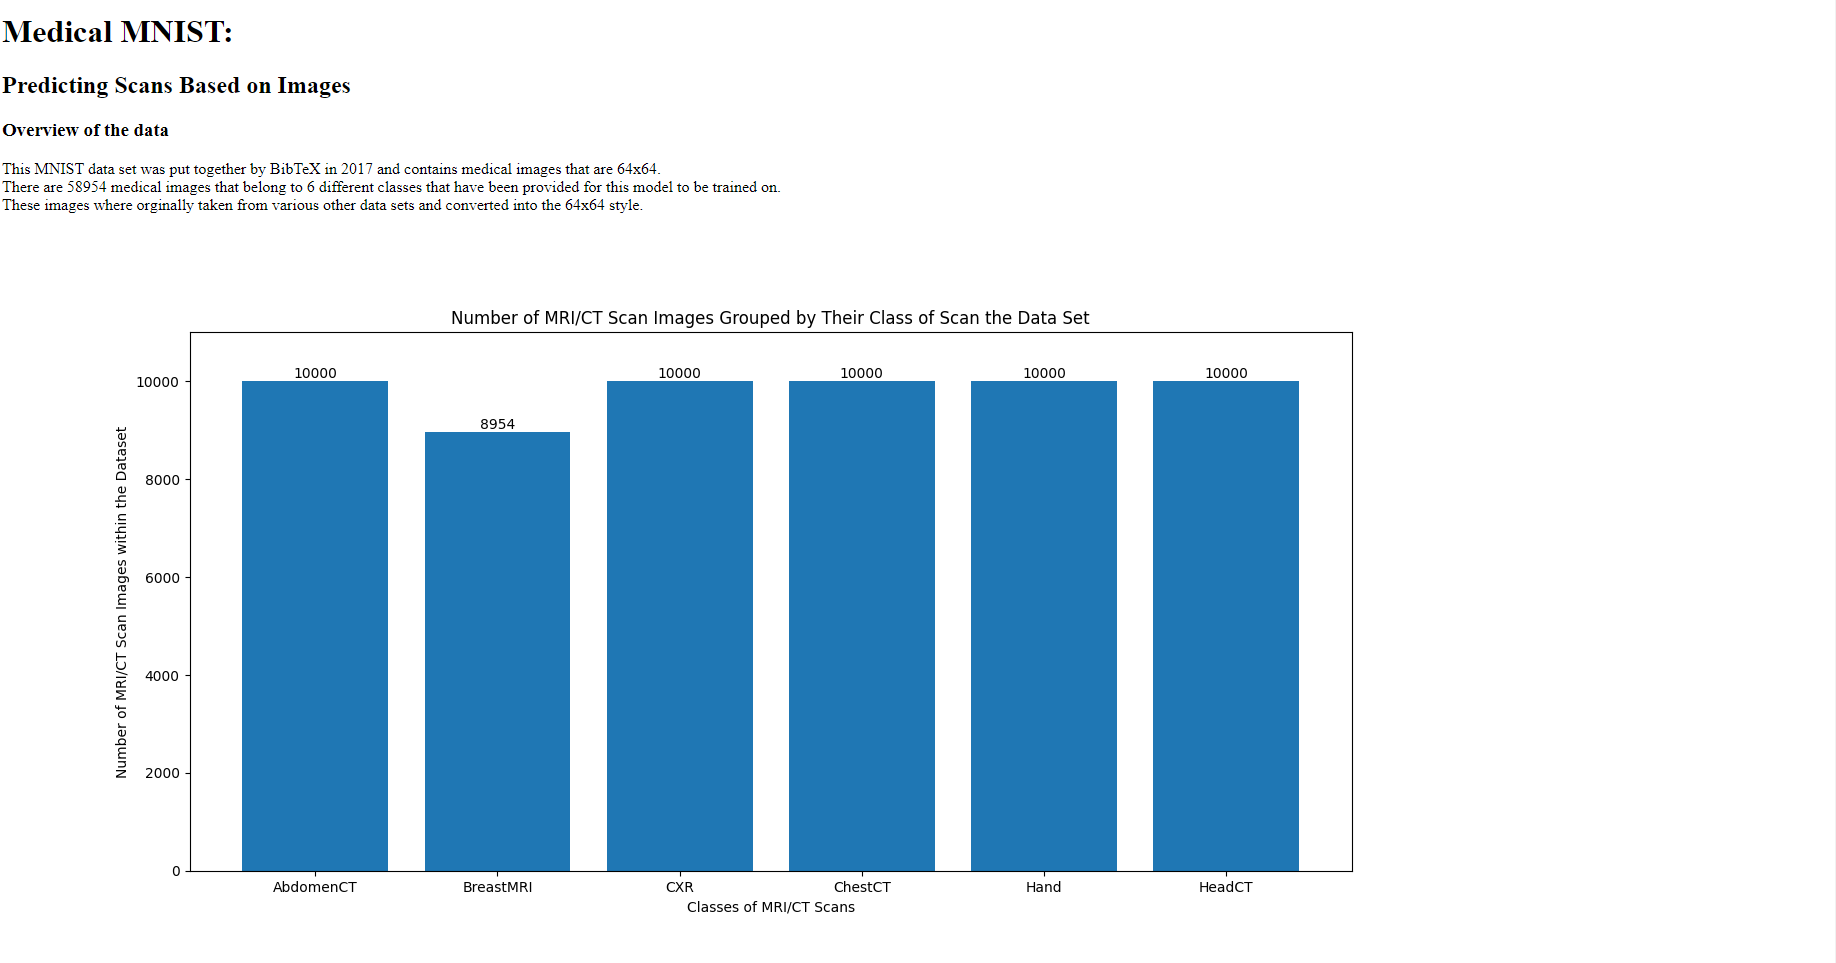 Medical MNIST:
Predicting Scans Based on Images
Overview of the data
This MNIST data set was put together by BibTeX in 2017 and contains medical images that are 64x64.
There are 58954 medical images that belong to 6 different classes that have been provided for this model to be trained on.
These images where orginally taken from various other data sets and converted into the 64x64 style.
Number of MRI/CT Scan Images Grouped by Their Class of Scan the Data Set
Number of MRI/CT Scan Images within the Dataset
10000
8000
6000
4000
2000
0
10000
8954
10000
10000
10000
10000
AbdomenCT
BreastMRI
CXR
ChestCT
Hand
HeadCT
Classes of MRI/CT Scans